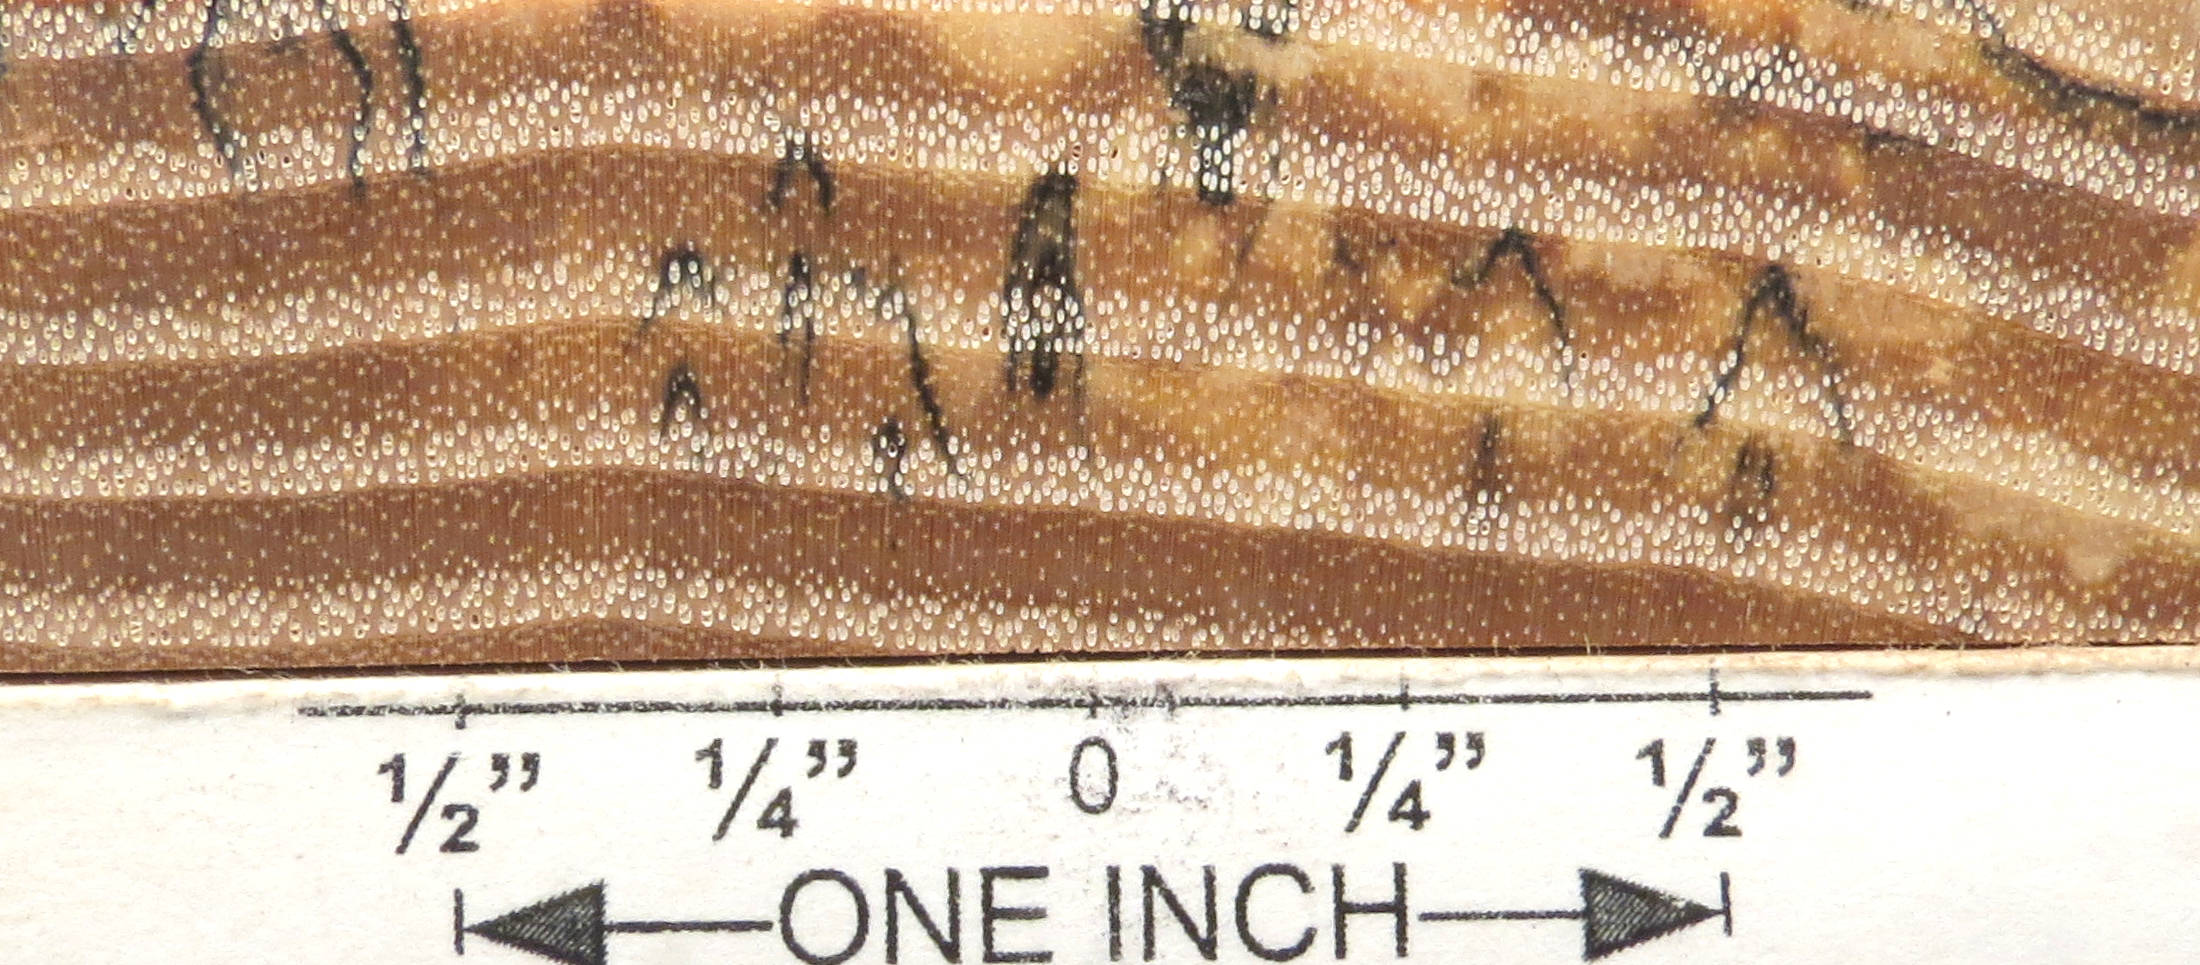 1/2” 1/4” 0 1/4” 1/2”
ONE INCH